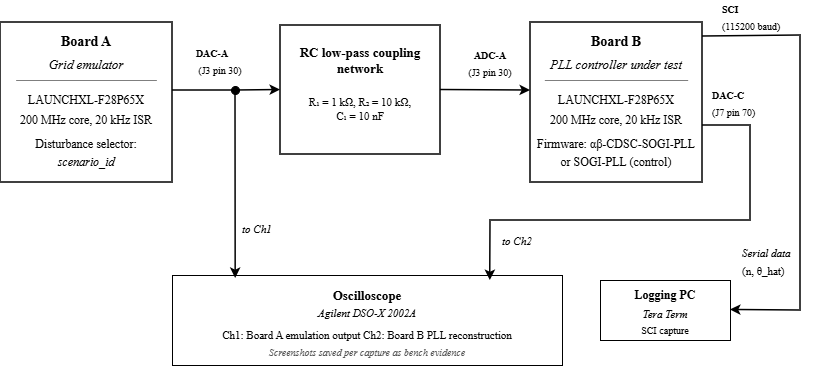 Board A
Grid emulator
LAUNCHXL-F28P65X
200 MHz core, 20 kHz ISR
Disturbance selector:
scenario_id
DAC-A
(J3 pin 30)
RC low-pass coupling
network
R₁ = 1 kΩ, R₂ = 10 kΩ,
C₁ = 10 nF
ADC-A
(J3 pin 30)
Board B
PLL controller under test
LAUNCHXL-F28P65X
200 MHz core, 20 kHz ISR
Firmware: αβ-CDSC-SOGI-PLL
or SOGI-PLL (control)
SCI
(115200 baud)
DAC-C
(J7 pin 70)
to Ch1
to Ch2
Serial data
(n, θ_hat)
Oscilloscope
Agilent DSO-X 2002A
Ch1: Board A emulation output Ch2: Board B PLL reconstruction
Screenshots saved per capture as bench evidence
Logging PC
Tera Term
SCI capture